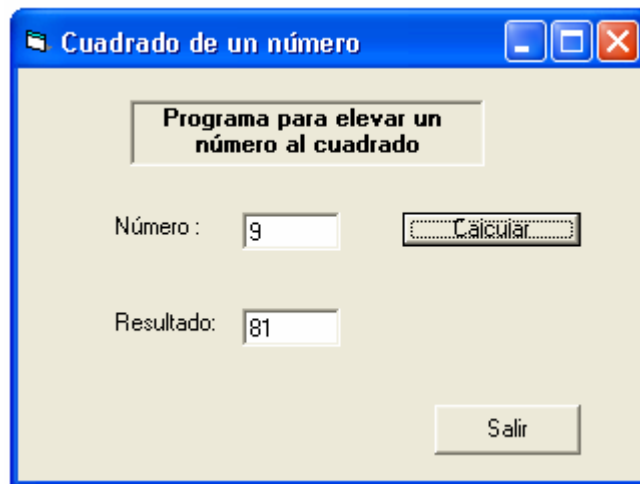 Cuadrado de un número
Programa para elevar un
número al cuadrado
Número :
9
Calcular
Resultado:
81
Salir